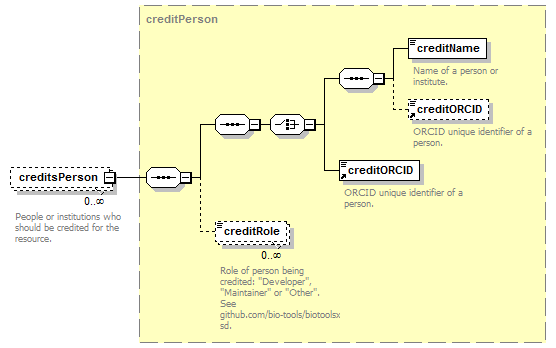 creditPerson
creditName
Name of a person or
institute.
creditORCID
ORCID unique identifier of a
person.
creditORCID
ORCID unique identifier of a
person.
creditsPerson
0..∞
People or institutions who
should be credited for the
resource.
creditRole
0..∞
Role of person being
credited: "Developer",
"Maintainer" or "Other".
See
github.com/bio-tools/biotoolsx
sd.